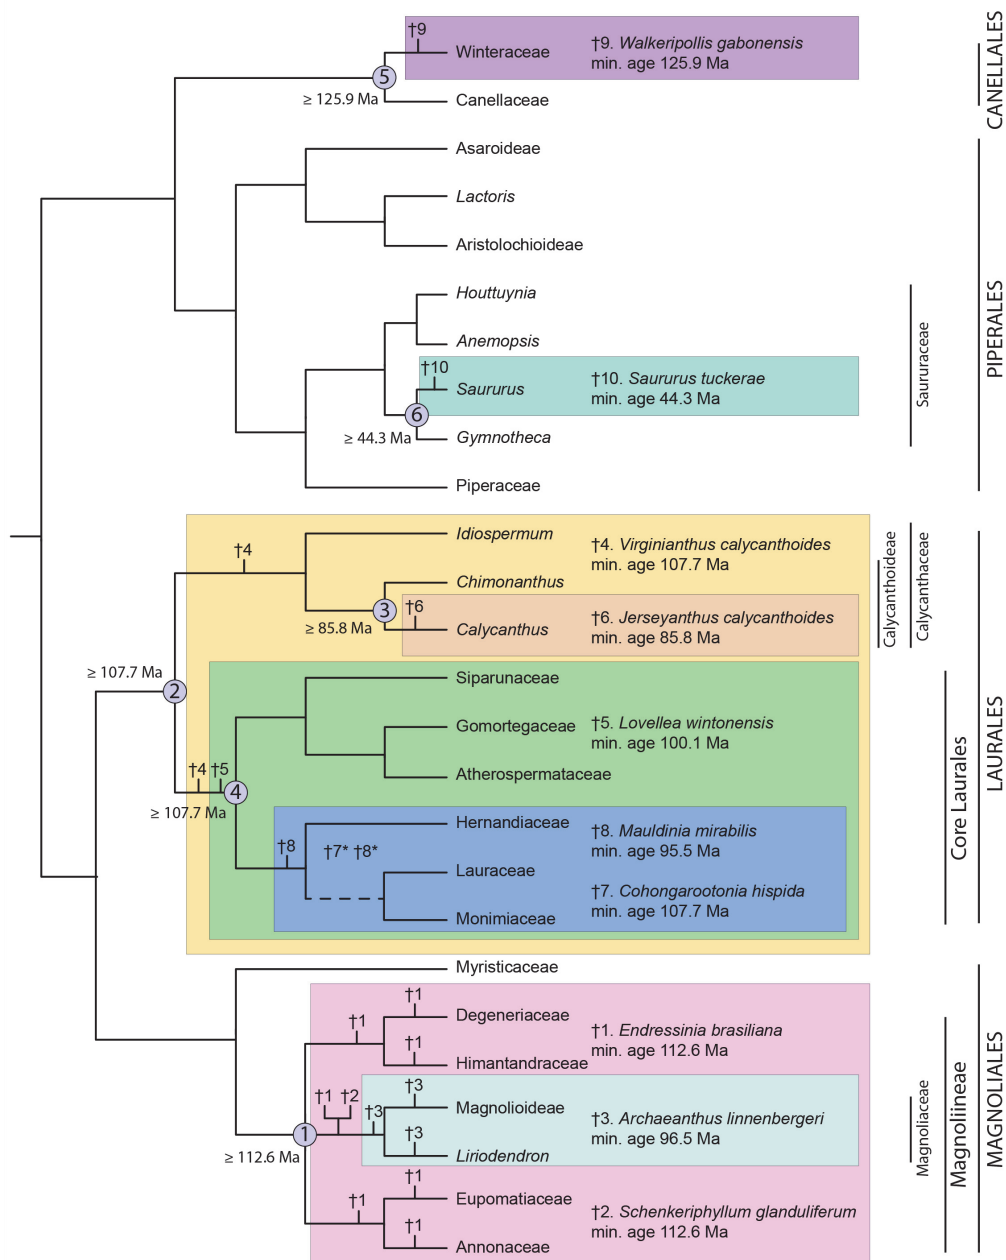 †9
Winteraceae
†9. Walkeripollis gabonensis
min. age 125.9 Ma
5
≥ 125.9 Ma
Canellaceae
CANELLALES
Asaroideae
Lactoris
Aristolochioideae
Houttuynia
Anemopsis
†10
Saururus
†10. Saururus tuckerae
min. age 44.3 Ma
6
≥ 44.3 Ma
Gymnotheca
Piperaceae
Saururaceae
PIPERALES
Idiospermum
†4
†4. Virginianthus calycanthoides
min. age 107.7 Ma
Chimonanthus
3
≥ 85.8 Ma
†6
Calycanthus
†6. Jerseyanthus calycanthoides
min. age 85.8 Ma
Calycanthoideae
Calycanthaceae
≥ 107.7 Ma
2
Siparunaceae
Gomortegaceae
†5. Lovellea wintonensis
min. age 100.1 Ma
Atherospermataceae
†4
†5
4
≥ 107.7 Ma
Hernandiaceae
†8
†7* †8*
†8. Mauldinia mirabilis
min. age 95.5 Ma
Lauraceae
†7. Cohongarootonia hispida
min. age 107.7 Ma
Monimiaceae
Core Laurales
LAURALES
Myristicaceae
†1
Degeneriaceae
†1
†1. Endressinia brasiliana
min. age 112.6 Ma
†1
Himantandraceae
†1
†2
†3
†3
Magnolioideae
†3. Archaeanthus linnenbergeri
min. age 96.5 Ma
1
≥ 112.6 Ma
†3
Liriodendron
†1
Eupomatiaceae
†1
†2. Schenkeriphyllum glanduliferum
min. age 112.6 Ma
†1
Annonaceae
Magnoliaceae
Magnoliineae
MAGNOLIALES